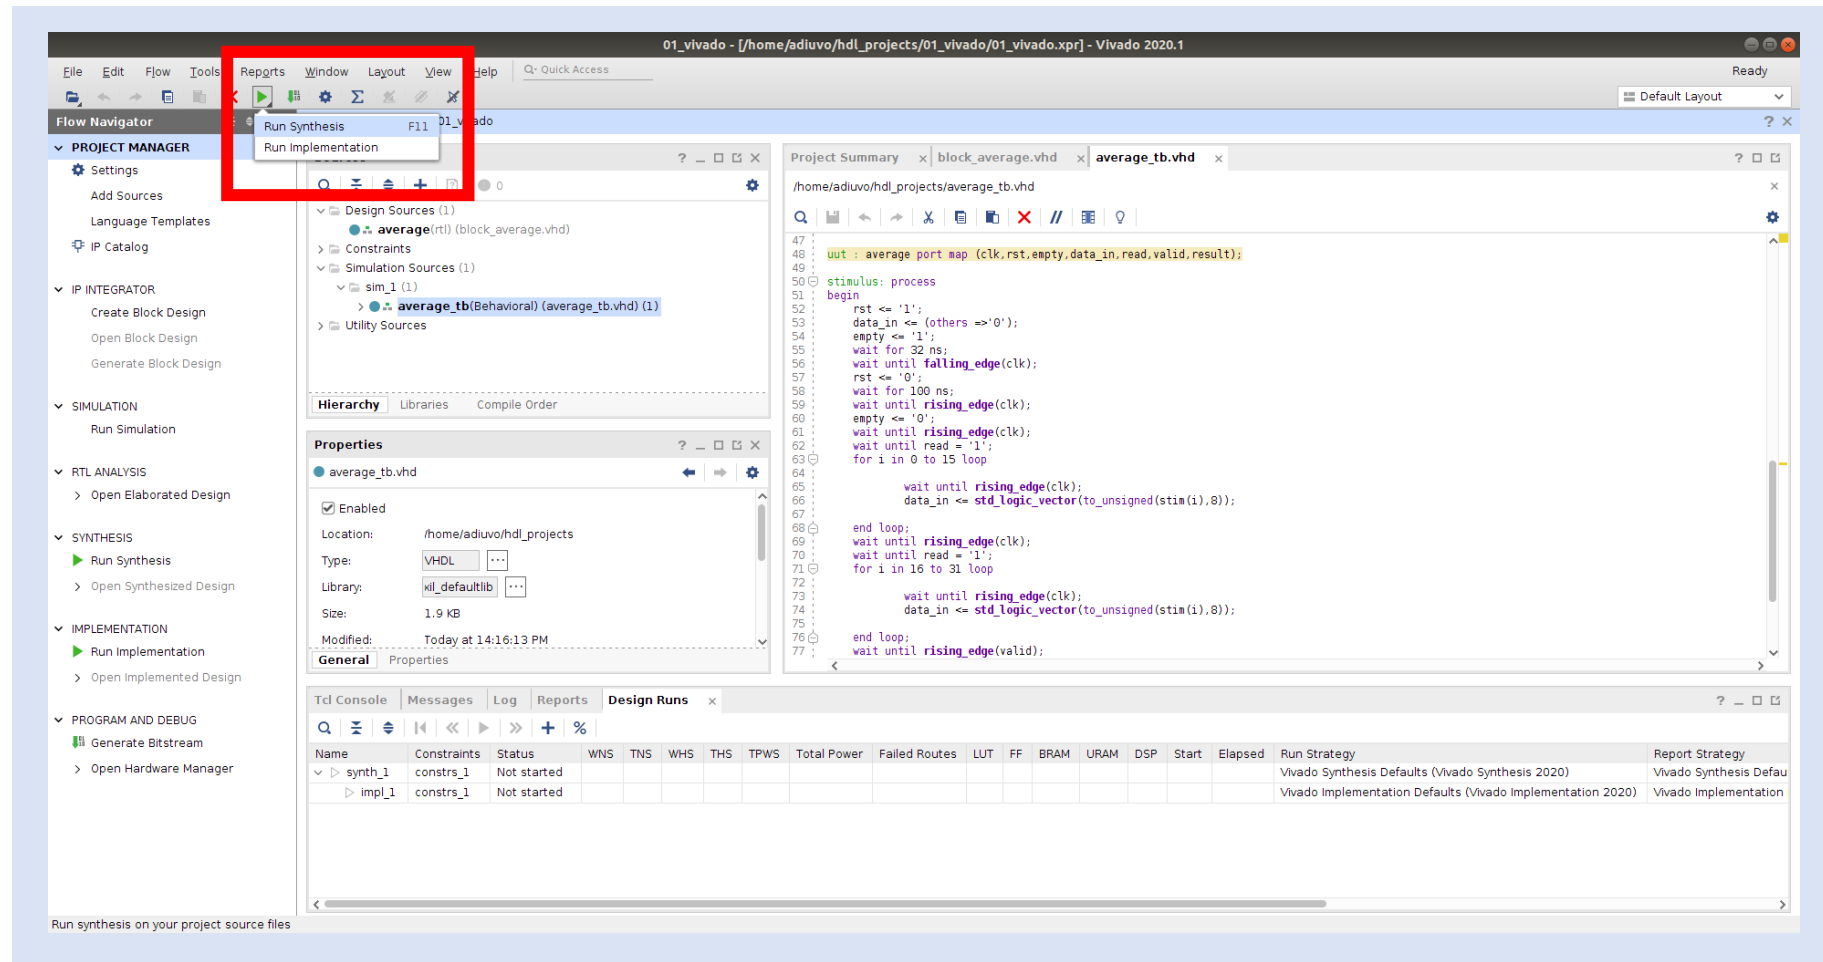 01_vivado - [/home/adiuvo/hdl_projects/01_vivado/01_vivado.xpr] - Vivado 2020.1
File Edit Flow Tools Reports Window Layout View Help Q- Quick Access Ready
Default Layout
Flow Navigator
01_vivado
Run Synthesis F11
Run Implementation
PROJECT MANAGER
Settings
Add Sources
Language Templates
IP Catalog
IP INTEGRATOR
Create Block Design
Open Block Design
Generate Block Design
SIMULATION
Run Simulation
RTL ANALYSIS
Open Elaborated Design
SYNTHESIS
Run Synthesis
Open Synthesized Design
IMPLEMENTATION
Run Implementation
Open Implemented Design
PROGRAM AND DEBUG
Generate Bitstream
Open Hardware Manager
0
Design Sources (1)
average(rtl) (block_average.vhd)
Constraints
Simulation Sources (1)
sim_1 (1)
average_tb(Behavioral) (average_tb.vhd) (1)
Utility Sources
Hierarchy Libraries Compile Order
Properties
average_tb.vhd
Enabled
Location: /home/adiuvo/hdl_projects
Type: VHDL ...
Library: xil_defaultlib ...
Size: 1.9 KB
Modified: Today at 14:16:13 PM
General Properties
Project Summary block_average.vhd average_tb.vhd
/home/adiuvo/hdl_projects/average_tb.vhd
47
48 uut : average port map (clk,rst,empty,data_in,read,valid,result);
49
50 stimulus: process
51 begin
52 rst <= '1';
53 data_in <= (others =>'0');
54 empty <= '1';
55 wait for 32 ns;
56 wait until falling_edge(clk);
57 rst <= '0';
58 wait for 100 ns;
59 wait until rising_edge(clk);
60 empty <= '0';
61 wait until rising_edge(clk);
62 wait until read = '1';
63 for i in 0 to 15 loop
64
65 wait until rising_edge(clk);
66 data_in <= std_logic_vector(to_unsigned(stim(i),8));
67
68 end loop;
69 wait until rising_edge(clk);
70 wait until read = '1';
71 for i in 16 to 31 loop
72
73 wait until rising_edge(clk);
74 data_in <= std_logic_vector(to_unsigned(stim(i),8));
75
76 end loop;
77 wait until rising_edge(valid);
Tcl Console Messages Log Reports Design Runs
Name Constraints Status WNS TNS WHS THS TPWS Total Power Failed Routes LUT FF BRAM URAM DSP Start Elapsed Run Strategy Report Strategy
synth_1 constrs_1 Not started Vivado Synthesis Defaults (Vivado Synthesis 2020) Vivado Synthesis Defau
impl_1 constrs_1 Not started Vivado Implementation Defaults (Vivado Implementation 2020) Vivado Implementation
Run synthesis on your project source files